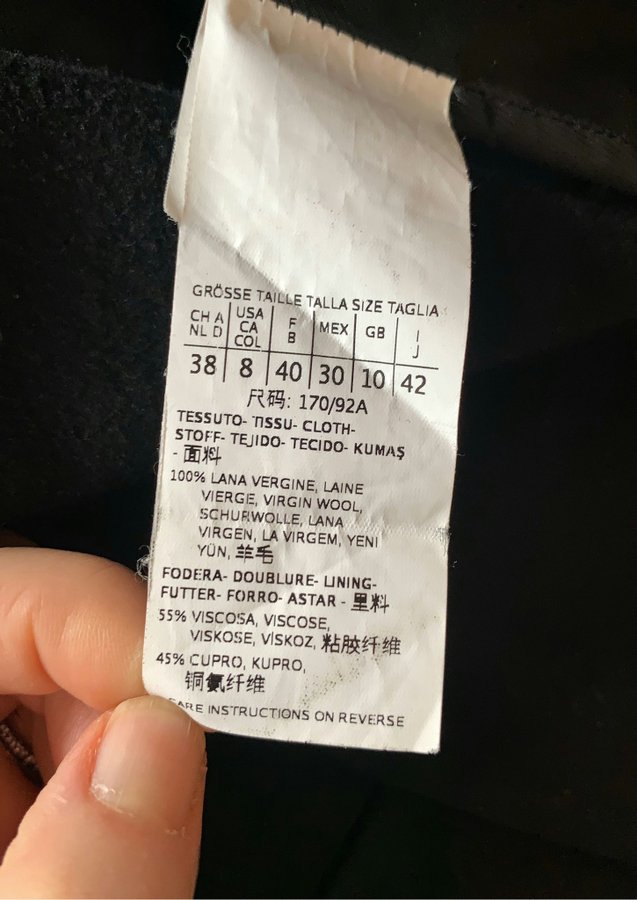 GRÖSSE TAILLE TALLA SIZE TAGLIA
CH A NL D USA CA COL F B MEX GB I J
38 8 40 30 10 42
尺码: 170/92A
TESSUTO- TISSU- CLOTH-
STOFF- TEJIDO- TECIDO- KUMAŞ
- 面料
100% LANA VERGINE, LAINE
VIERGE, VIRGIN WOOL,
SCHURWOLLE, LANA
VIRGEN, LA VIRGEM, YENI
YÜN, 羊毛
FODERA- DOUBLURE- LINING-
FUTTER- FORRO- ASTAR - 里料
55% VISCOSA, VISCOSE,
VISKOSE, VİSKOZ, 粘胶纤维
45% CUPRO, KUPRO,
铜氨纤维
CARE INSTRUCTIONS ON REVERSE